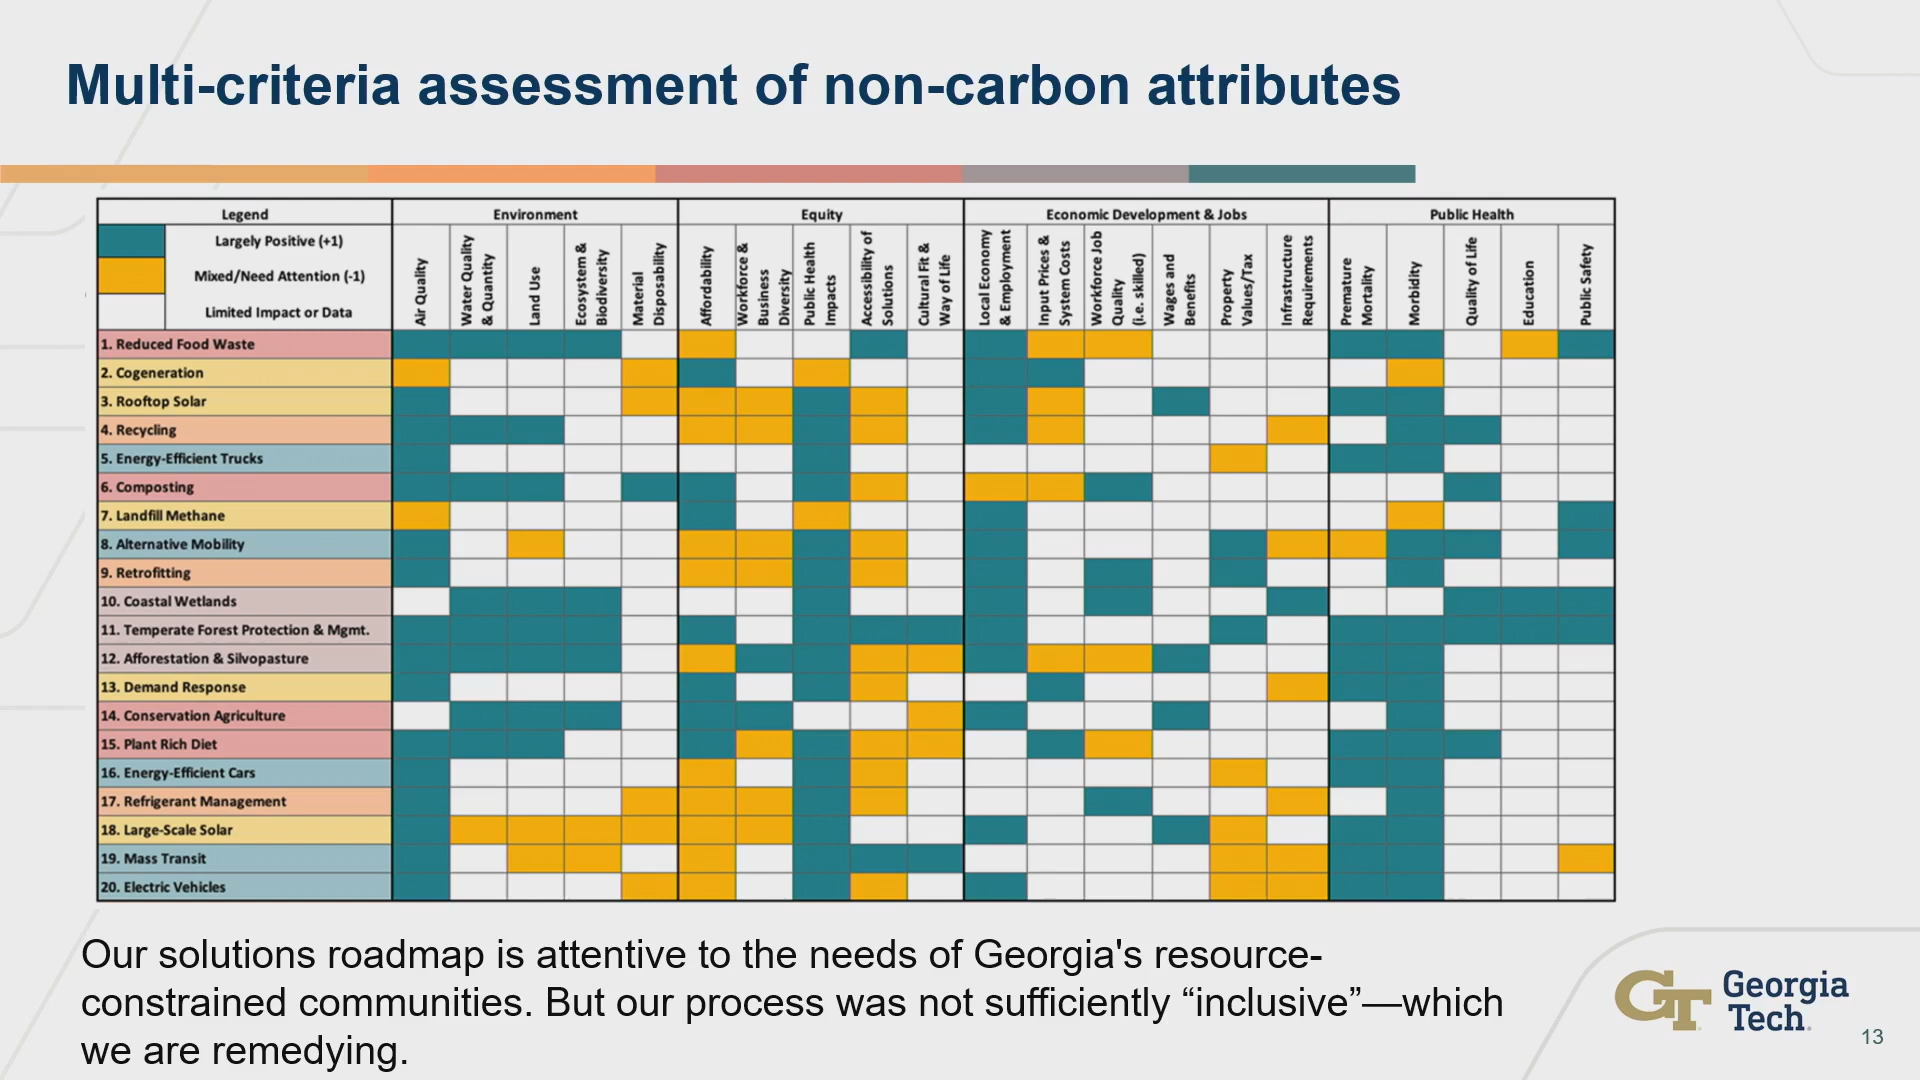 Multi-criteria assessment of non-carbon attributes
Legend
Environment
Equity
Economic Development & Jobs
Public Health
Largely Positive (+1)
Mixed/Need Attention (-1)
Limited Impact or Data
Air Quality
Water Quality
& Quantity
Land Use
Ecosystem &
Biodiversity
Material
Disposability
Affordability
Workforce &
Business
Diversity
Public Health
Impacts
Accessibility of
Solutions
Cultural Fit &
Way of Life
Local Economy
& Employment
Input Prices &
System Costs
Workforce Job
Quality
(i.e. skilled)
Wages and
Benefits
Property
Values/Tax
Infrastructure
Requirements
Premature
Mortality
Morbidity
Quality of Life
Education
Public Safety
1. Reduced Food Waste
2. Cogeneration
3. Rooftop Solar
4. Recycling
5. Energy-Efficient Trucks
6. Composting
7. Landfill Methane
8. Alternative Mobility
9. Retrofitting
10. Coastal Wetlands
11. Temperate Forest Protection & Mgmt.
12. Afforestation & Silvopasture
13. Demand Response
14. Conservation Agriculture
15. Plant Rich Diet
16. Energy-Efficient Cars
17. Refrigerant Management
18. Large-Scale Solar
19. Mass Transit
20. Electric Vehicles
Our solutions roadmap is attentive to the needs of Georgia's resource-
constrained communities. But our process was not sufficiently “inclusive”—which
we are remedying.
GT
Georgia
Tech.
13